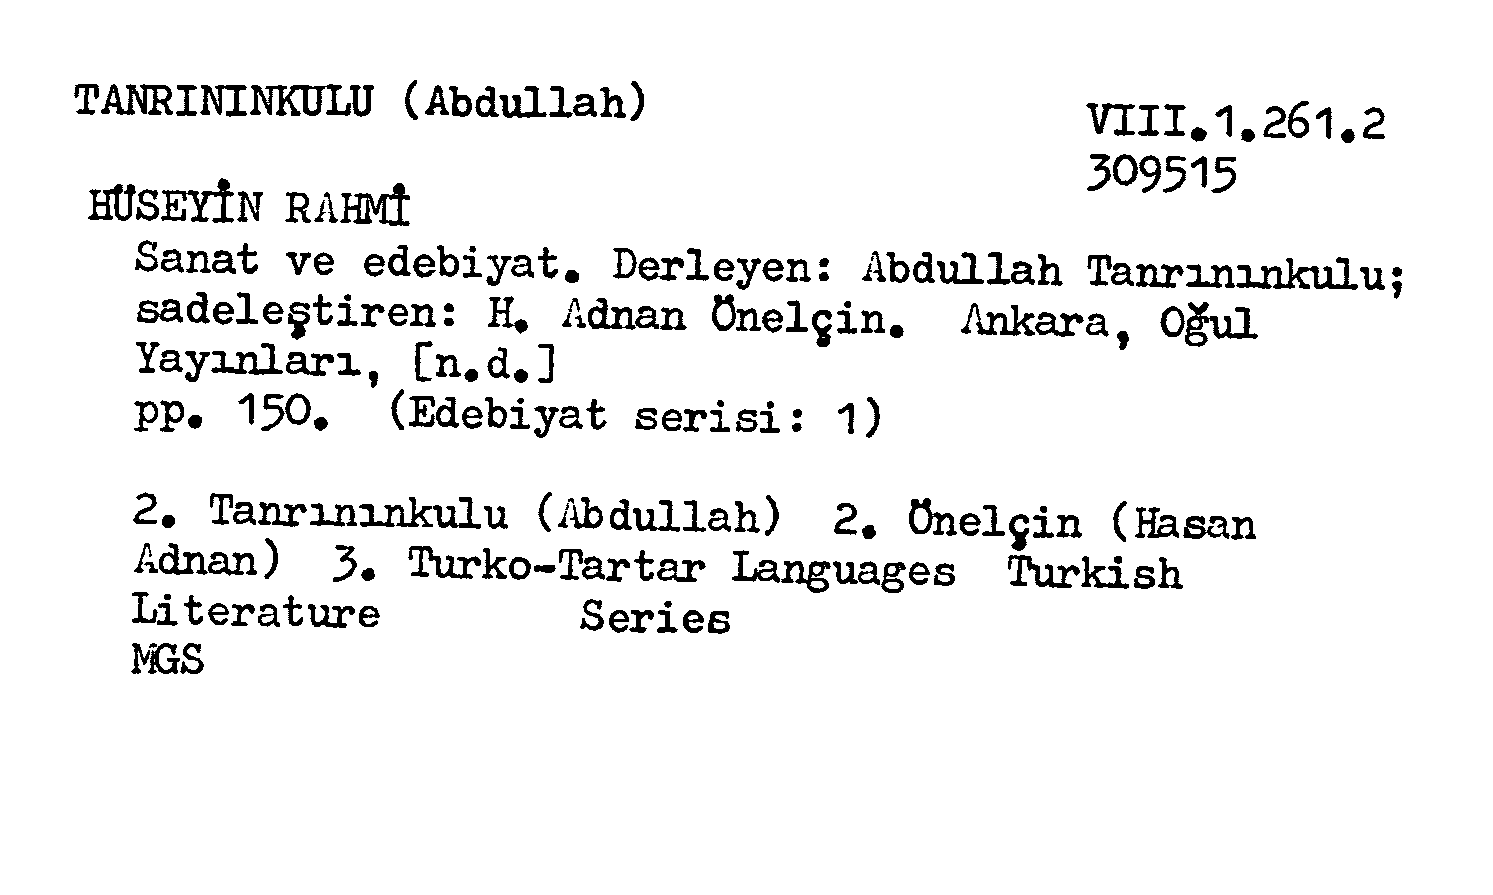 TANRININKULU (Abdullah)
VIII.1.261.2
309515
HÜSEYİN RAHMİ
Sanat ve edebiyat. Derleyen: Abdullah Tanrınınkulu;
sadeleştiren: H. Adnan Önelçin. Ankara, Oğul
Yayınları, [n.d.]
pp. 150. (Edebiyat serisi: 1)
2. Tanrınınkulu (Abdullah) 2. Önelçin (Hasan
Adnan) 3. Turko-Tartar Languages Turkish
Literature Series
MGS